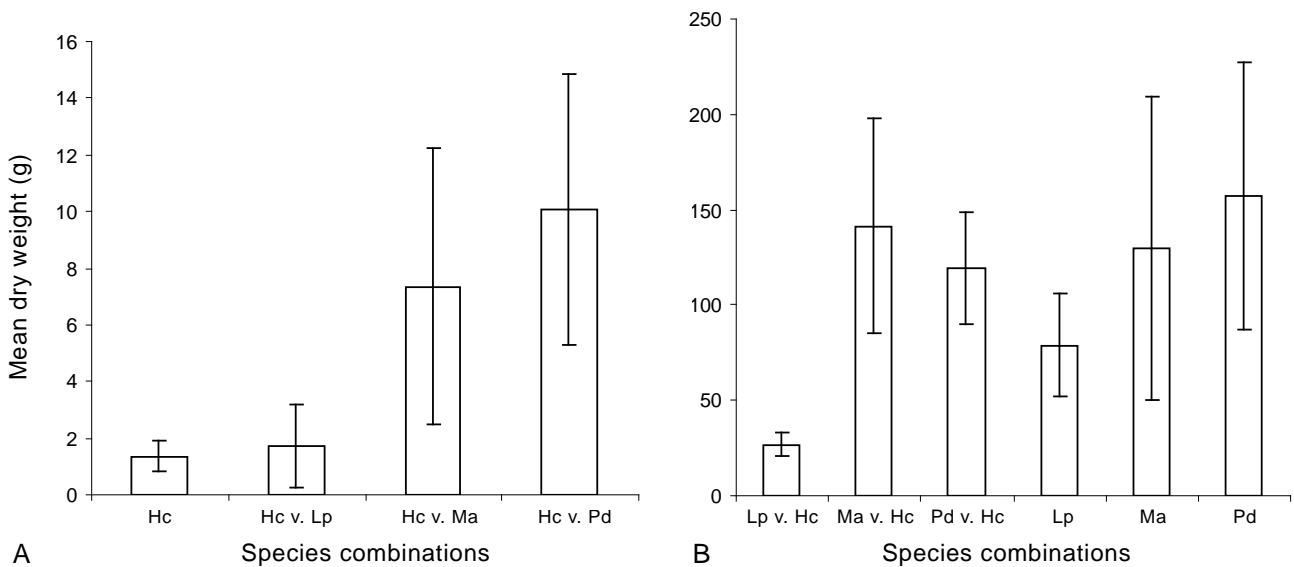 Mean dry weight (g)
16
14
12
10
8
6
4
2
0
Hc
Hc v. Lp
Hc v. Ma
Hc v. Pd
A
Species combinations
250
200
150
100
50
0
Lp v. Hc
Ma v. Hc
Pd v. Hc
Lp
Ma
Pd
B
Species combinations